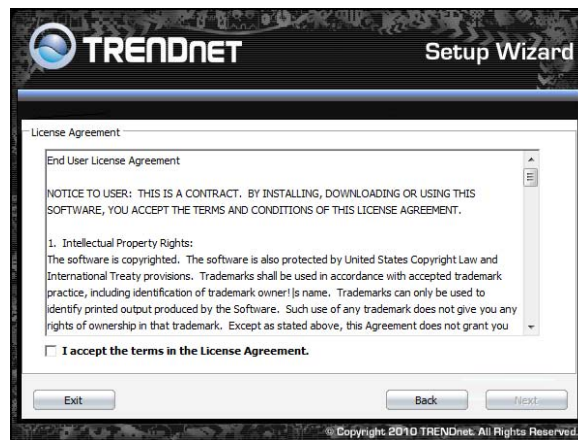 TRENDnet
Setup Wizard
License Agreement
End User License Agreement
NOTICE TO USER: THIS IS A CONTRACT. BY INSTALLING, DOWNLOADING OR USING THIS
SOFTWARE, YOU ACCEPT THE TERMS AND CONDITIONS OF THIS LICENSE AGREEMENT.
1. Intellectual Property Rights:
The software is copyrighted. The software is also protected by United States Copyright Law and
International Treaty provisions. Trademarks shall be used in accordance with accepted trademark
practice, including identification of trademark owner!|s name. Trademarks can only be used to
identify printed output produced by the Software. Such use of any trademark does not give you any
rights of ownership in that trademark. Except as stated above, this Agreement does not grant you
I accept the terms in the License Agreement.
Exit
Back
Next
© Copyright 2010 TRENDnet. All Rights Reserved.